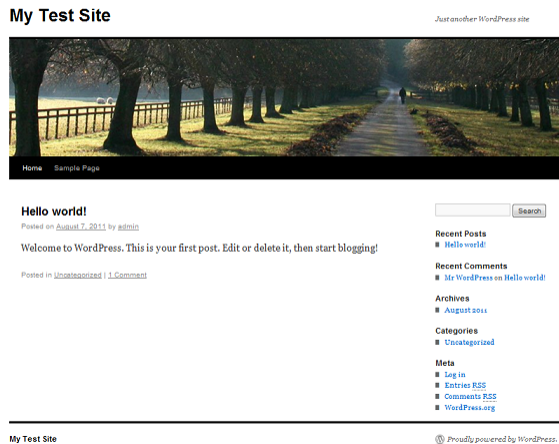 My Test Site
Just another WordPress site
Home Sample Page
Hello world!
Posted on August 7, 2011 by admin
Welcome to WordPress. This is your first post. Edit or delete it, then start blogging!
Posted in Uncategorized | 1 Comment
Search
Recent Posts
Hello world!
Recent Comments
Mr WordPress on Hello world!
Archives
August 2011
Categories
Uncategorized
Meta
Log in
Entries RSS
Comments RSS
WordPress.org
My Test Site
Proudly powered by WordPress.